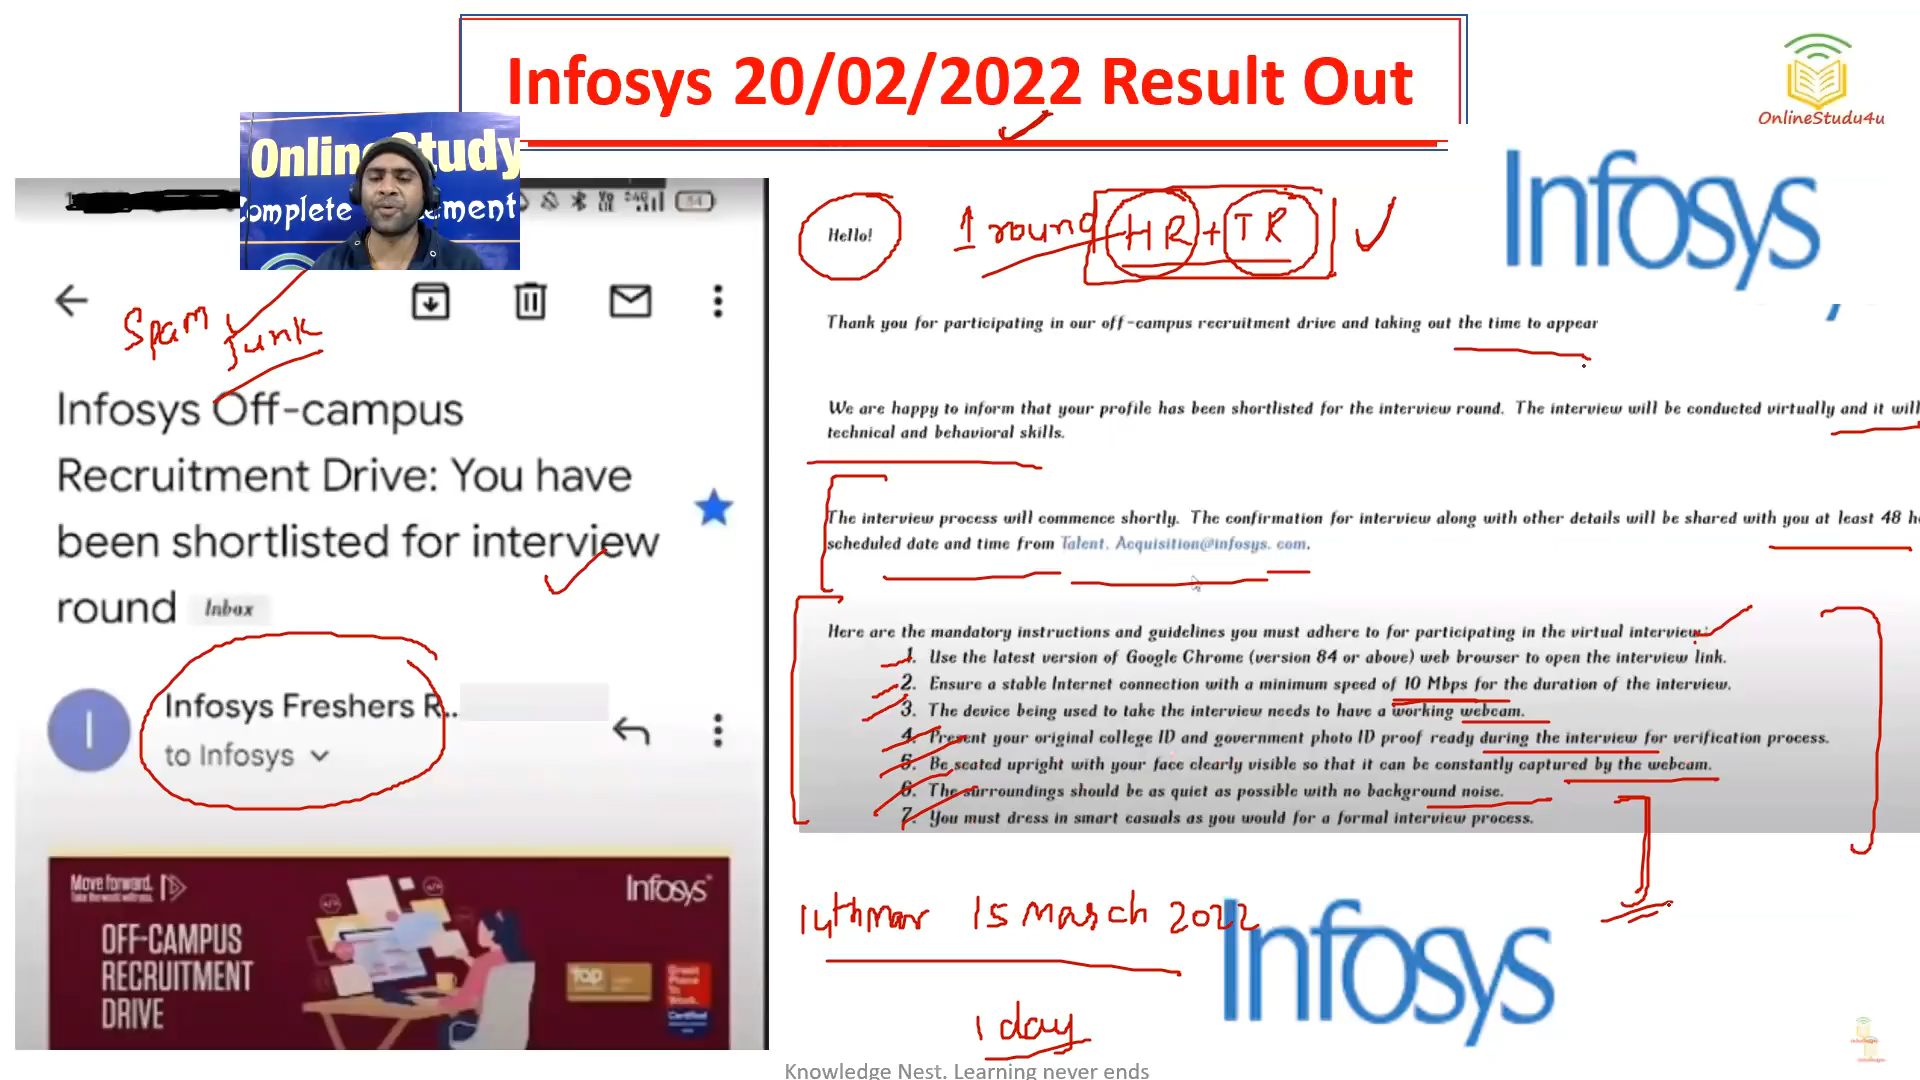 Infosys 20/02/2022 Result Out
OnlineStudy4u
OnlineStudy
Complete
ement
Infosys
Hello!
1 round HR + TR
Spam
Junk
Thank you for participating in our off-campus recruitment drive and taking out the time to appear
Infosys Off-campus
Recruitment Drive: You have
been shortlisted for interview
round Inbox
We are happy to inform that your profile has been shortlisted for the interview round. The interview will be conducted virtually and it will
technical and behavioral skills.
The interview process will commence shortly. The confirmation for interview along with other details will be shared with you at least 48 h
scheduled date and time from Talent.Acquisition@infosys.com.
Here are the mandatory instructions and guidelines you must adhere to for participating in the virtual interview:
1. Use the latest version of Google Chrome (version 84 or above) web browser to open the interview link.
2. Ensure a stable Internet connection with a minimum speed of 10 Mbps for the duration of the interview.
3. The device being used to take the interview needs to have a working webcam.
4. Present your original college ID and government photo ID proof ready during the interview for verification process.
5. Be seated upright with your face clearly visible so that it can be constantly captured by the webcam.
6. The surroundings should be as quiet as possible with no background noise.
7. You must dress in smart casuals as you would for a formal interview process.
I
Infosys Freshers R..
to Infosys
Move forward.
Infosys
OFF-CAMPUS
RECRUITMENT
DRIVE
top
Great
Place
To
Work.
Certified
14th mar 15 March 2022
Infosys
1 day
Knowledge Nest. Learning never ends